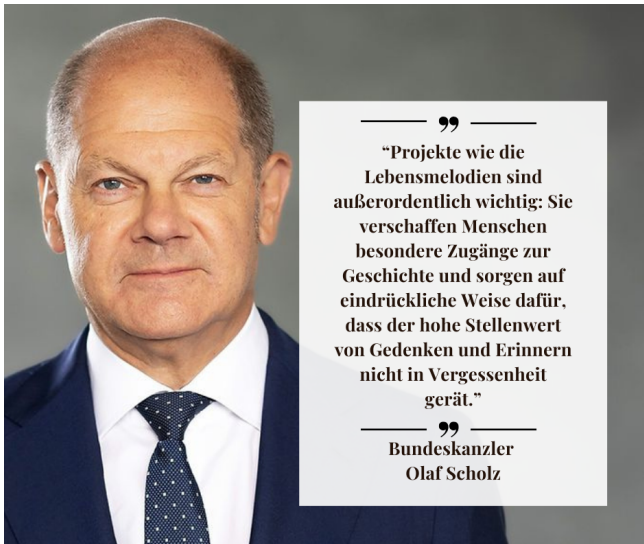 ”
“Projekte wie die
Lebensmelodien sind
außerordentlich wichtig: Sie
verschaffen Menschen
besondere Zugänge zur
Geschichte und sorgen auf
eindrückliche Weise dafür,
dass der hohe Stellenwert
von Gedenken und Erinnern
nicht in Vergessenheit
gerät.”
”
Bundeskanzler
Olaf Scholz